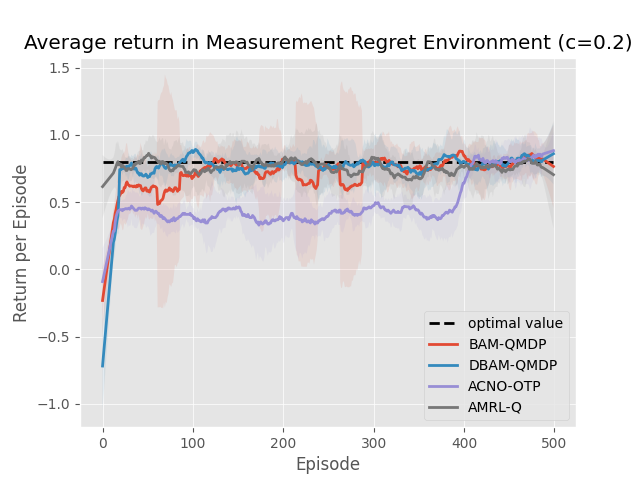 Average return in Measurement Regret Environment (c=0.2)
1.5
1.0
0.5
0.0
−0.5
−1.0
Return per Episode
0
100
200
300
400
500
Episode
optimal value
BAM-QMDP
DBAM-QMDP
ACNO-OTP
AMRL-Q